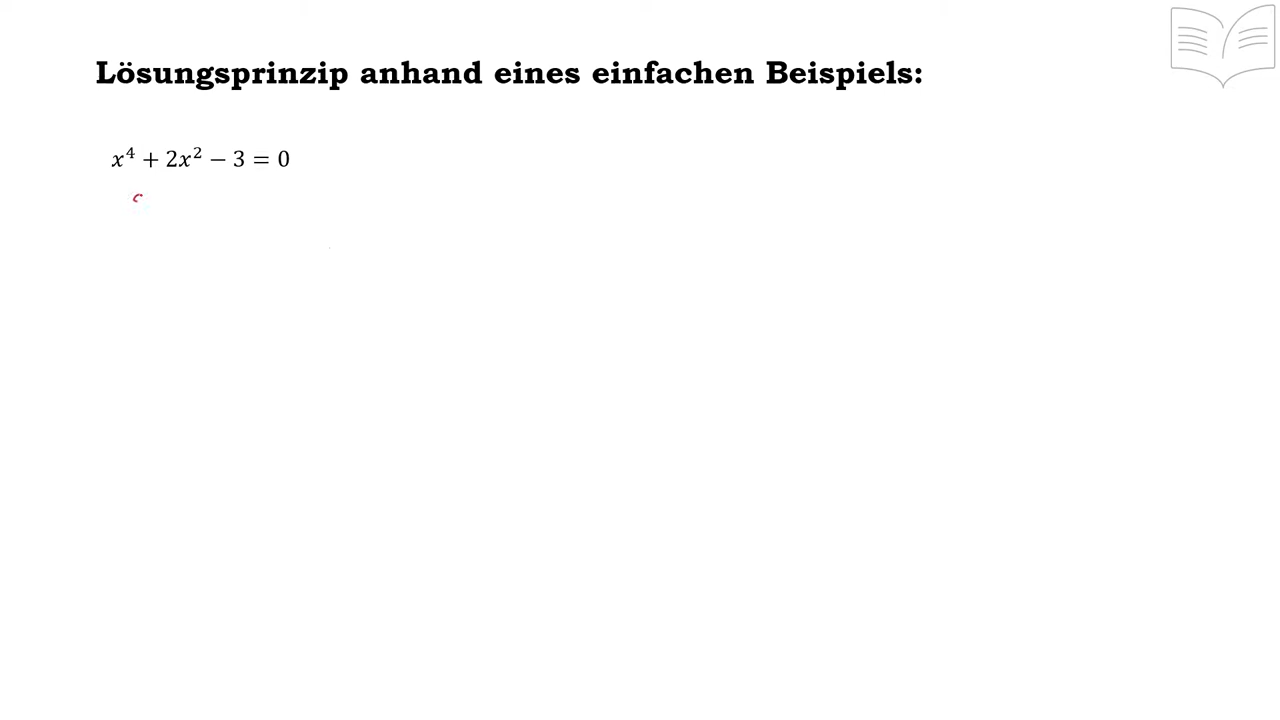 Lösungsprinzip anhand eines einfachen Beispiels:
x⁴ + 2x² − 3 = 0